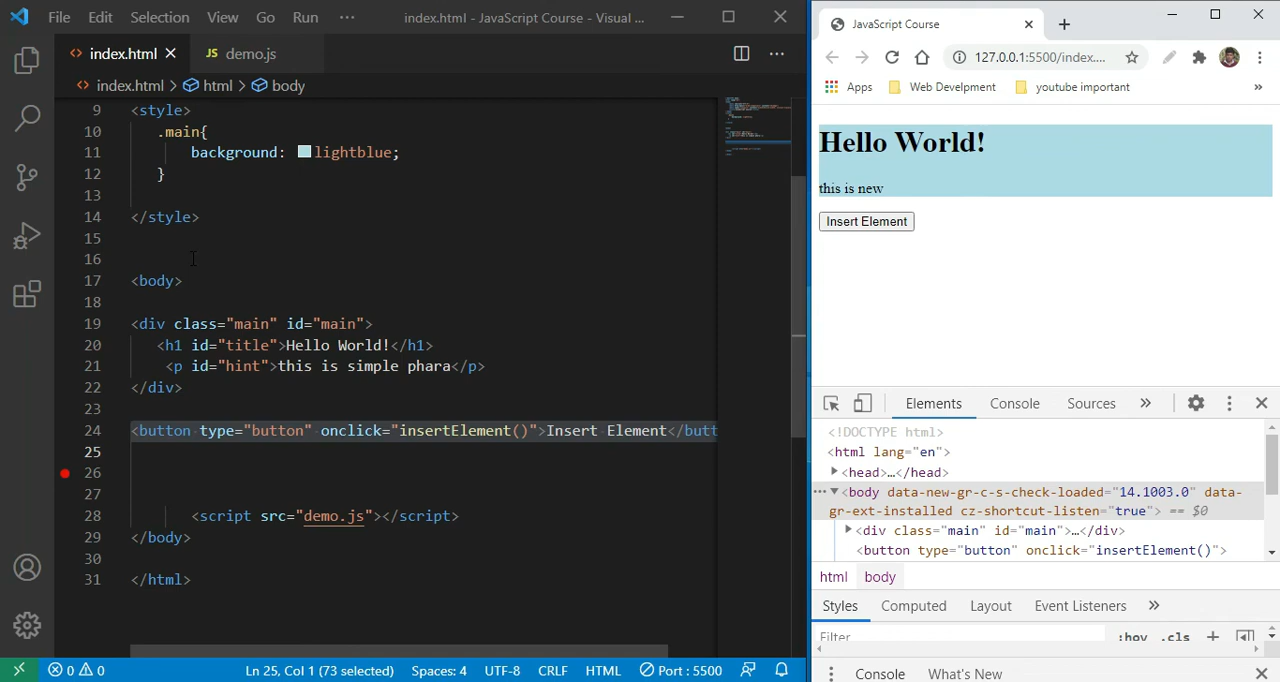 File Edit Selection View Go Run ··· index.html - JavaScript Course - Visual ...
index.html JS demo.js
index.html > html > body
9 <style>
10 .main{
11 background: lightblue;
12 }
13
14 </style>
15
16
17 <body>
18
19 <div class="main" id="main">
20 <h1 id="title">Hello World!</h1>
21 <p id="hint">this is simple phara</p>
22 </div>
23
24 <button type="button" onclick="insertElement()">Insert Element</butt
25
26
27
28 <script src="demo.js"></script>
29 </body>
30
31 </html>
0 0 Ln 25, Col 1 (73 selected) Spaces: 4 UTF-8 CRLF HTML Port : 5500
JavaScript Course
127.0.0.1:5500/index....
Apps Web Develpment youtube important »
Hello World!
this is new
Insert Element
Elements Console Sources »
<!DOCTYPE html>
<html lang="en">
<head>…</head>
<body data-new-gr-c-s-check-loaded="14.1003.0" data-
gr-ext-installed cz-shortcut-listen="true"> == $0
<div class="main" id="main">…</div>
<button type="button" onclick="insertElement()">
html body
Styles Computed Layout Event Listeners »
Filter :hov .cls +
Console What's New